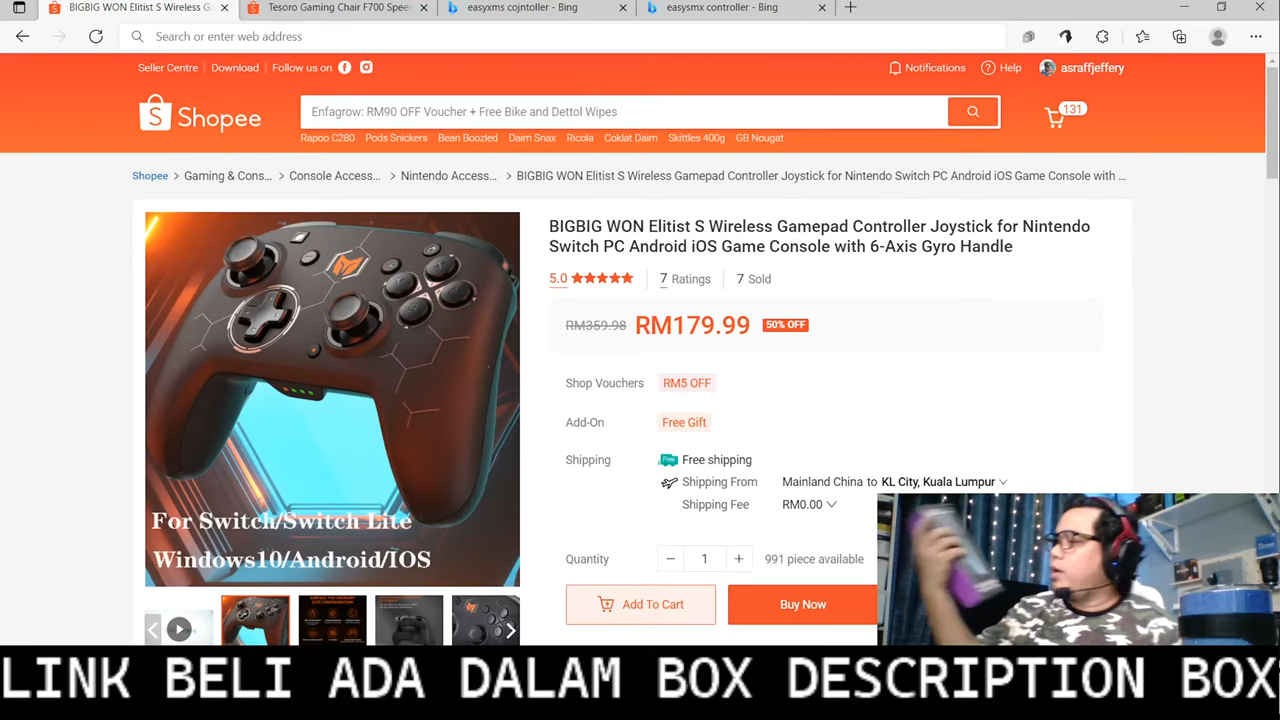 BIGBIG WON Elitist S Wireless Ga
Tesoro Gaming Chair F700 Speed
easyxms cojntoller - Bing
easysmx controller - Bing
Search or enter web address
Seller Centre
Download
Follow us on
Notifications
Help
asraffjeffery
Shopee
Enfagrow: RM90 OFF Voucher + Free Bike and Dettol Wipes
131
Rapoo C280 Pods Snickers Bean Boozled Daim Snax Ricola Coklat Daim Skittles 400g GB Nougat
Shopee > Gaming & Cons... > Console Access... > Nintendo Access... > BIGBIG WON Elitist S Wireless Gamepad Controller Joystick for Nintendo Switch PC Android iOS Game Console with ...
BIGBIG WON Elitist S Wireless Gamepad Controller Joystick for Nintendo
Switch PC Android iOS Game Console with 6-Axis Gyro Handle
5.0
7 Ratings
7 Sold
RM359.98 RM179.99 50% OFF
Shop Vouchers RM5 OFF
Add-On Free Gift
Shipping Free Free shipping
Shipping From Mainland China to KL City, Kuala Lumpur
Shipping Fee RM0.00
For Switch/Switch Lite
Windows10/Android/IOS
Quantity - 1 + 991 piece available
Add To Cart
Buy Now
LINK BELI ADA DALAM BOX DESCRIPTION BOX